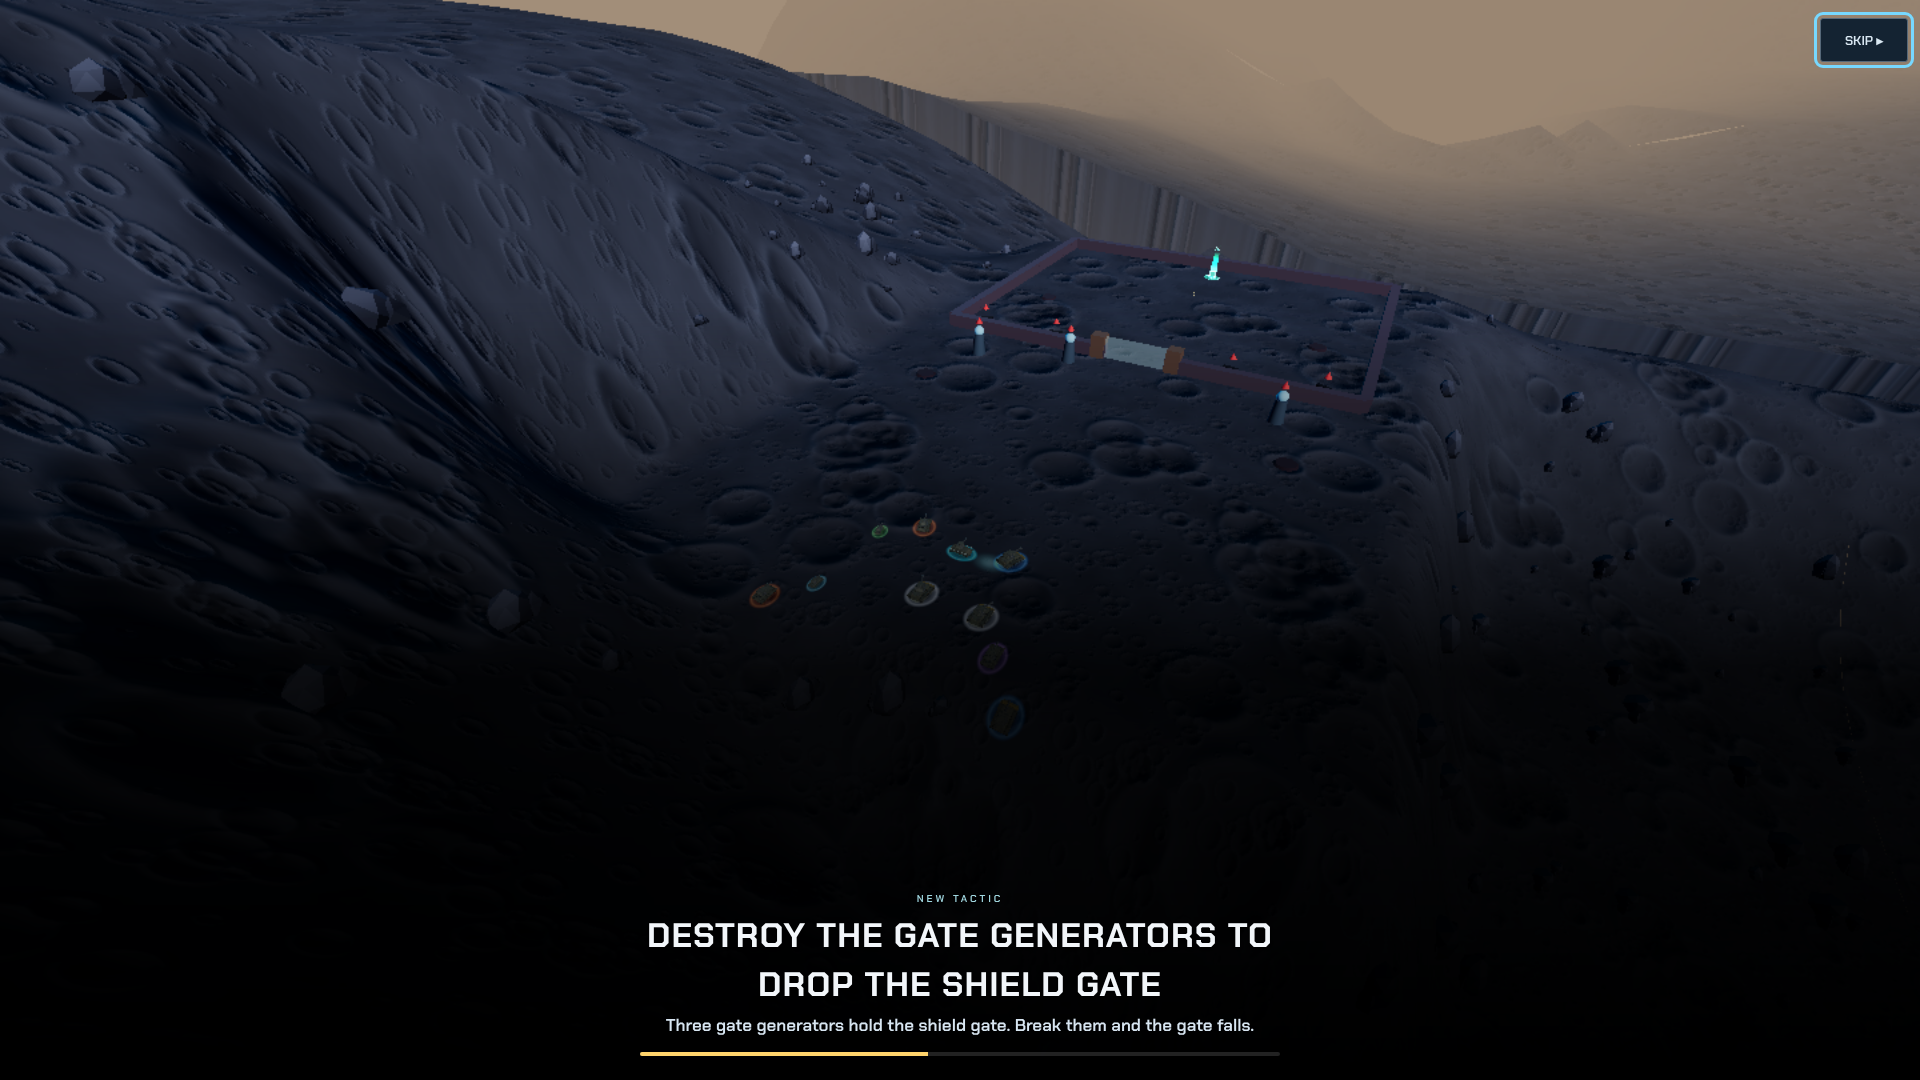 SKIP ▸
NEW TACTIC
DESTROY THE GATE GENERATORS TO
DROP THE SHIELD GATE
Three gate generators hold the shield gate. Break them and the gate falls.